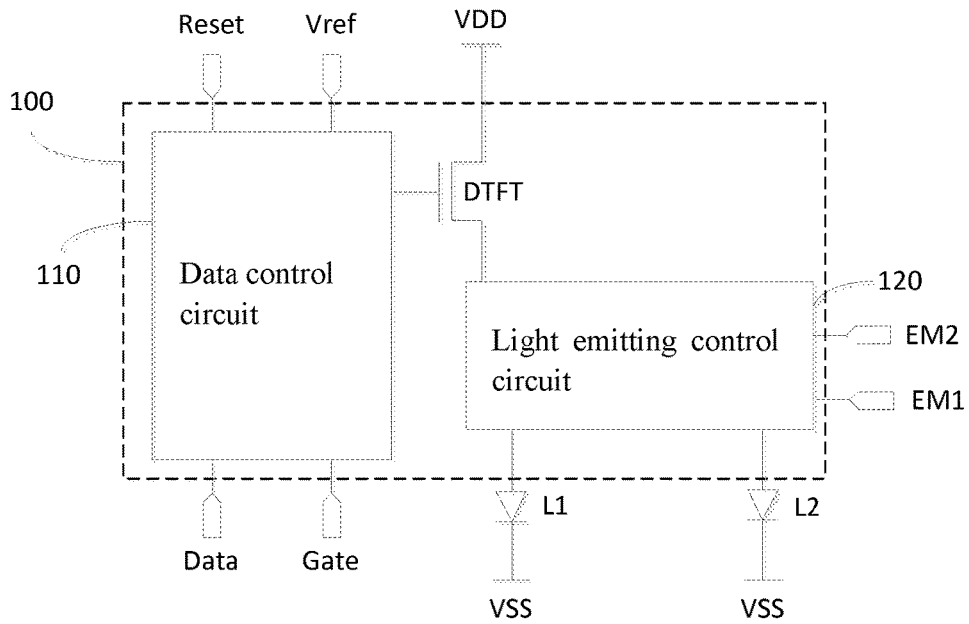 Reset
Vref
VDD
100
DTFT
110
Data control
circuit
120
Light emitting control
circuit
EM2
EM1
L1
L2
Data
Gate
VSS
VSS